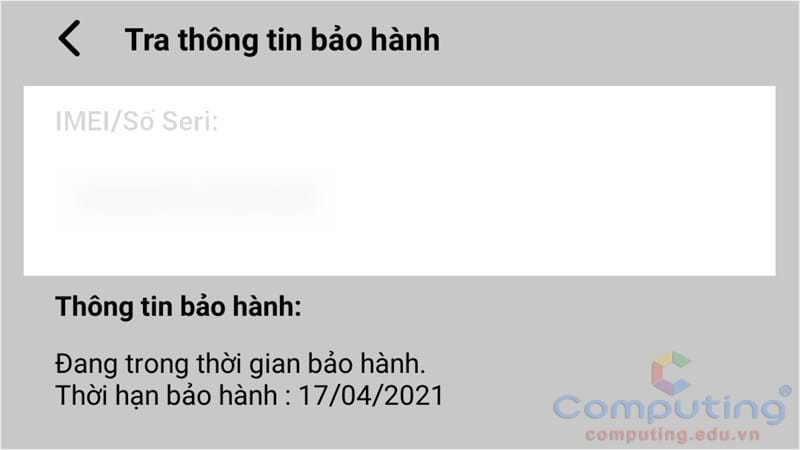 Tra thông tin bảo hành
IMEI/Số Seri:
Thông tin bảo hành:
Đang trong thời gian bảo hành.
Thời hạn bảo hành : 17/04/2021
Computing®
computing.edu.vn